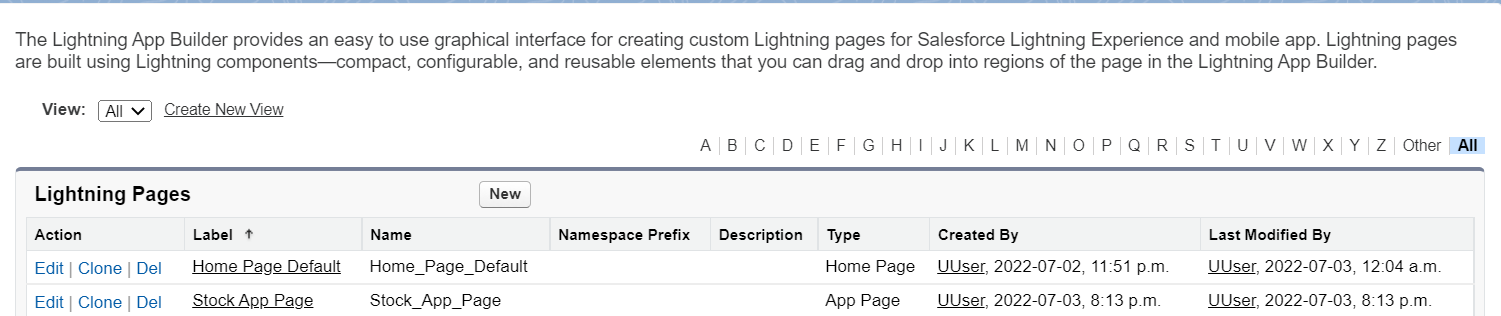 The Lightning App Builder provides an easy to use graphical interface for creating custom Lightning pages for Salesforce Lightning Experience and mobile app. Lightning pages
are built using Lightning components—compact, configurable, and reusable elements that you can drag and drop into regions of the page in the Lightning App Builder.
View: All Create New View
A B C D E F G H I J K L M N O P Q R S T U V W X Y Z Other All
Lightning Pages New
Action Label ↑ Name Namespace Prefix Description Type Created By Last Modified By
Edit | Clone | Del Home Page Default Home_Page_Default Home Page UUser, 2022-07-02, 11:51 p.m. UUser, 2022-07-03, 12:04 a.m.
Edit | Clone | Del Stock App Page Stock_App_Page App Page UUser, 2022-07-03, 8:13 p.m. UUser, 2022-07-03, 8:13 p.m.